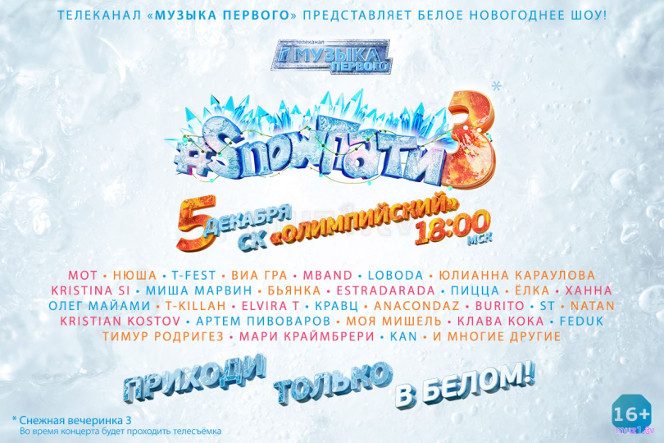 ТЕЛЕКАНАЛ «МУЗЫКА ПЕРВОГО» ПРЕДСТАВЛЯЕТ БЕЛОЕ НОВОГОДНЕЕ ШОУ!
телеканал
МУЗЫКА
ПЕРВОГО
#SnowПати3*
5 ДЕКАБРЯ
СК «ОЛИМПИЙСКИЙ»
18:00
МСК
МОТ • НЮША • T-FEST • ВИА ГРА • MBAND • LOBODA • ЮЛИАННА КАРАУЛОВА
KRISTINA SI • МИША МАРВИН • БЬЯНКА • ESTRADARADA • ПИЦЦА • ЁЛКА • ХАННА
ОЛЕГ МАЙАМИ • T-KILLAH • ELVIRA T • КРАВЦ • ANACONDAZ • BURITO • ST • NATAN
KRISTIAN KOSTOV • АРТЕМ ПИВОВАРОВ • МОЯ МИШЕЛЬ • КЛАВА КОКА • FEDUK
ТИМУР РОДРИГЕЗ • МАРИ КРАЙМБРЕРИ • KAN • И МНОГИЕ ДРУГИЕ
ПРИХОДИ ТОЛЬКО В БЕЛОМ!
* Снежная вечеринка 3
Во время концерта будет проходить телесъёмка
16+